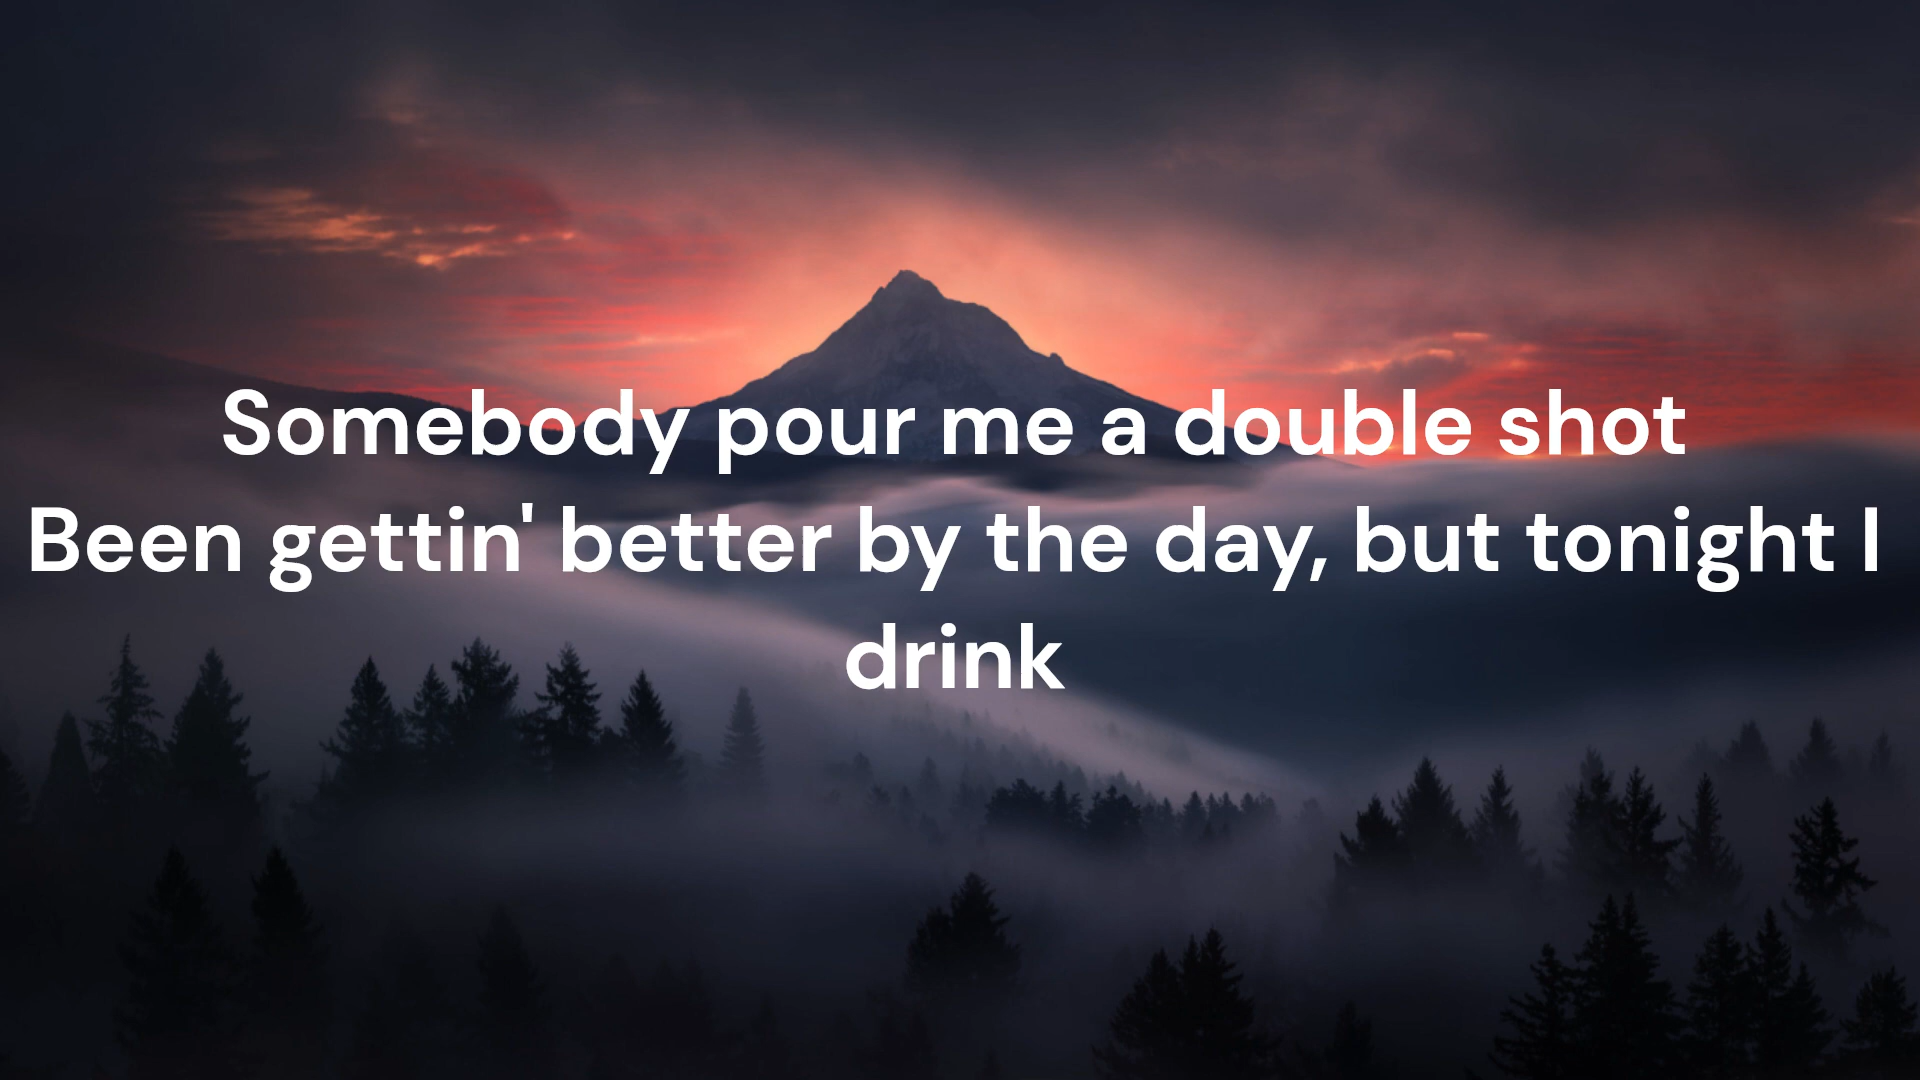 Somebody pour me a double shot
Been gettin' better by the day, but tonight I
drink